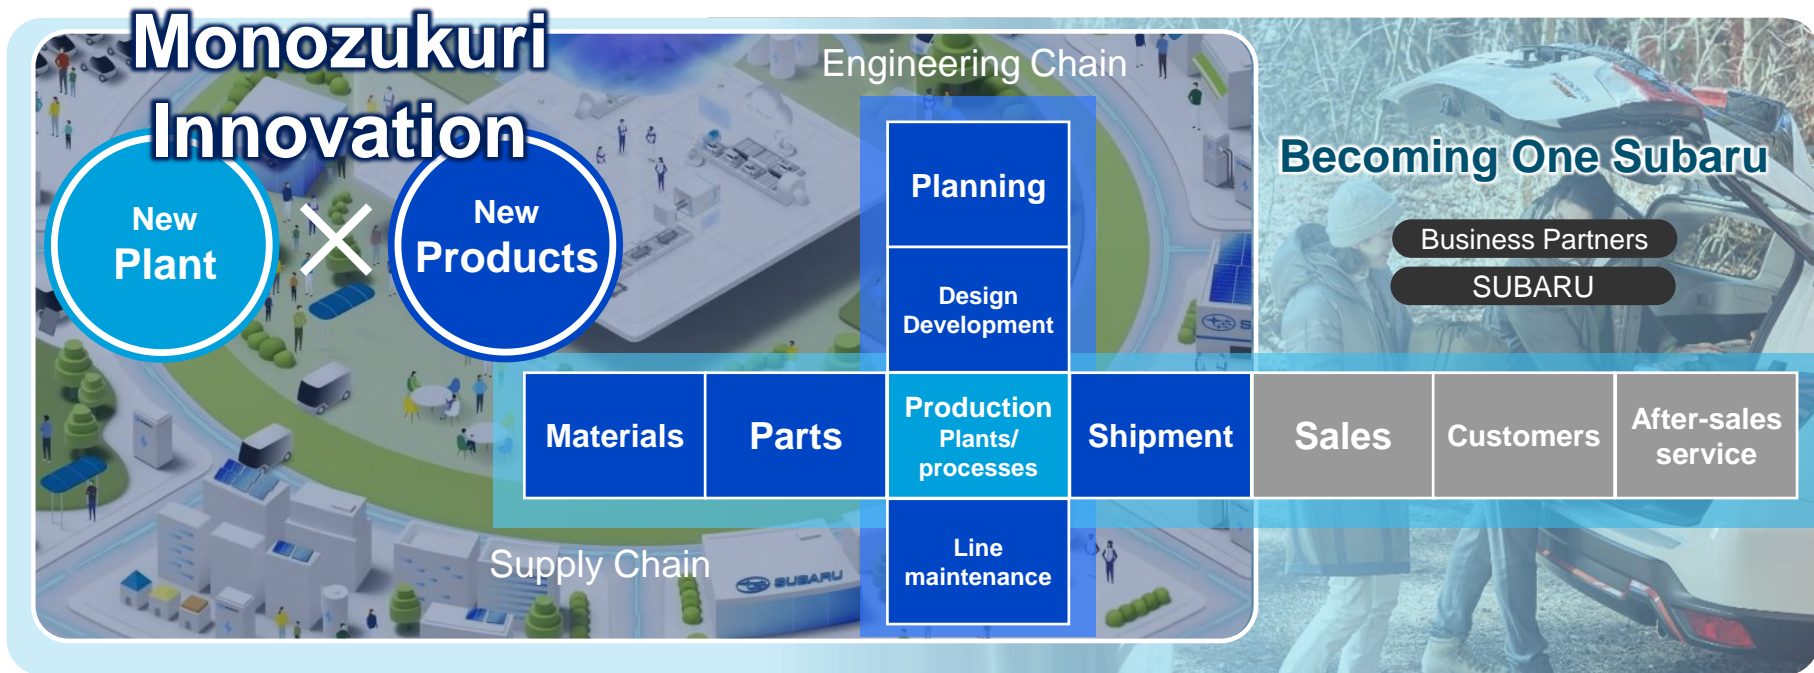 Monozukuri
Innovation
New
Plant
×
New
Products
Engineering Chain
Planning
Design
Development
Materials
Parts
Production
Plants/
processes
Shipment
Sales
Customers
After-sales
service
Line
maintenance
Supply Chain
SUBARU
Becoming One Subaru
Business Partners
SUBARU